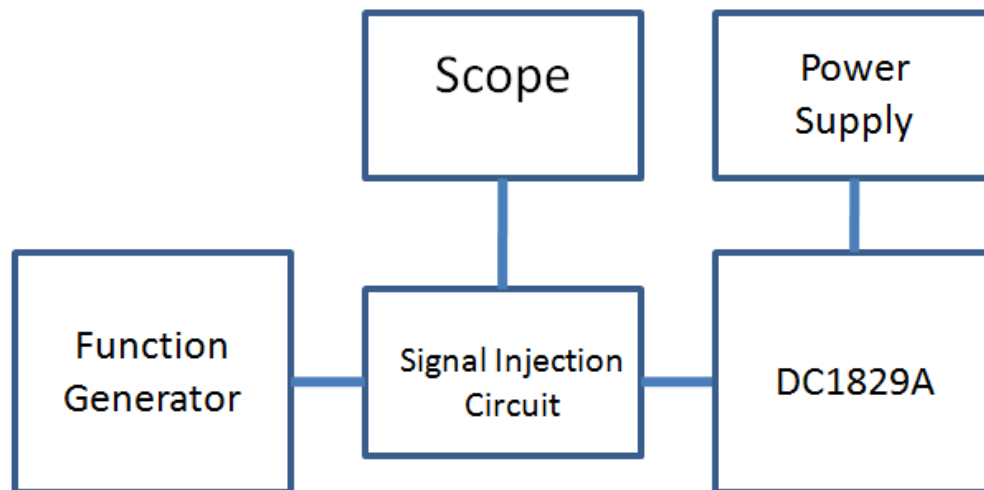 Scope
Power
Supply
Function
Generator
Signal Injection
Circuit
DC1829A